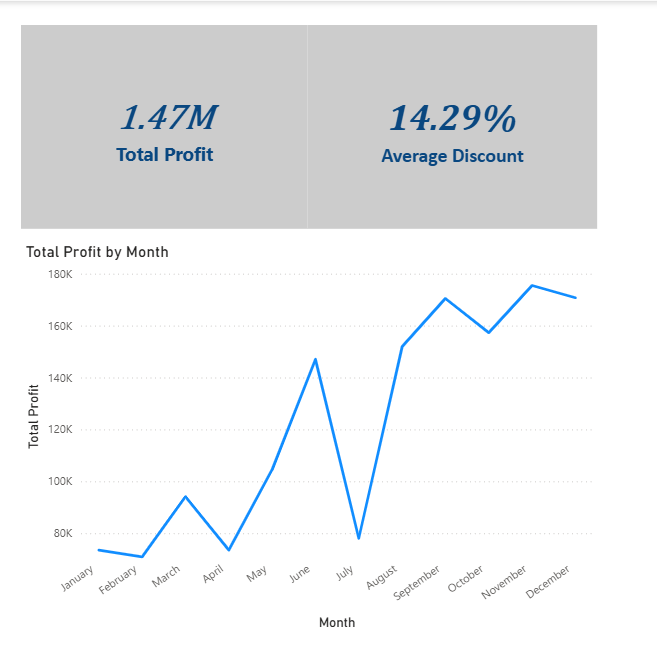 1.47M
Total Profit
14.29%
Average Discount
Total Profit by Month
180K
160K
140K
120K
100K
80K
Total Profit
January
February
March
April
May
June
July
August
September
October
November
December
Month